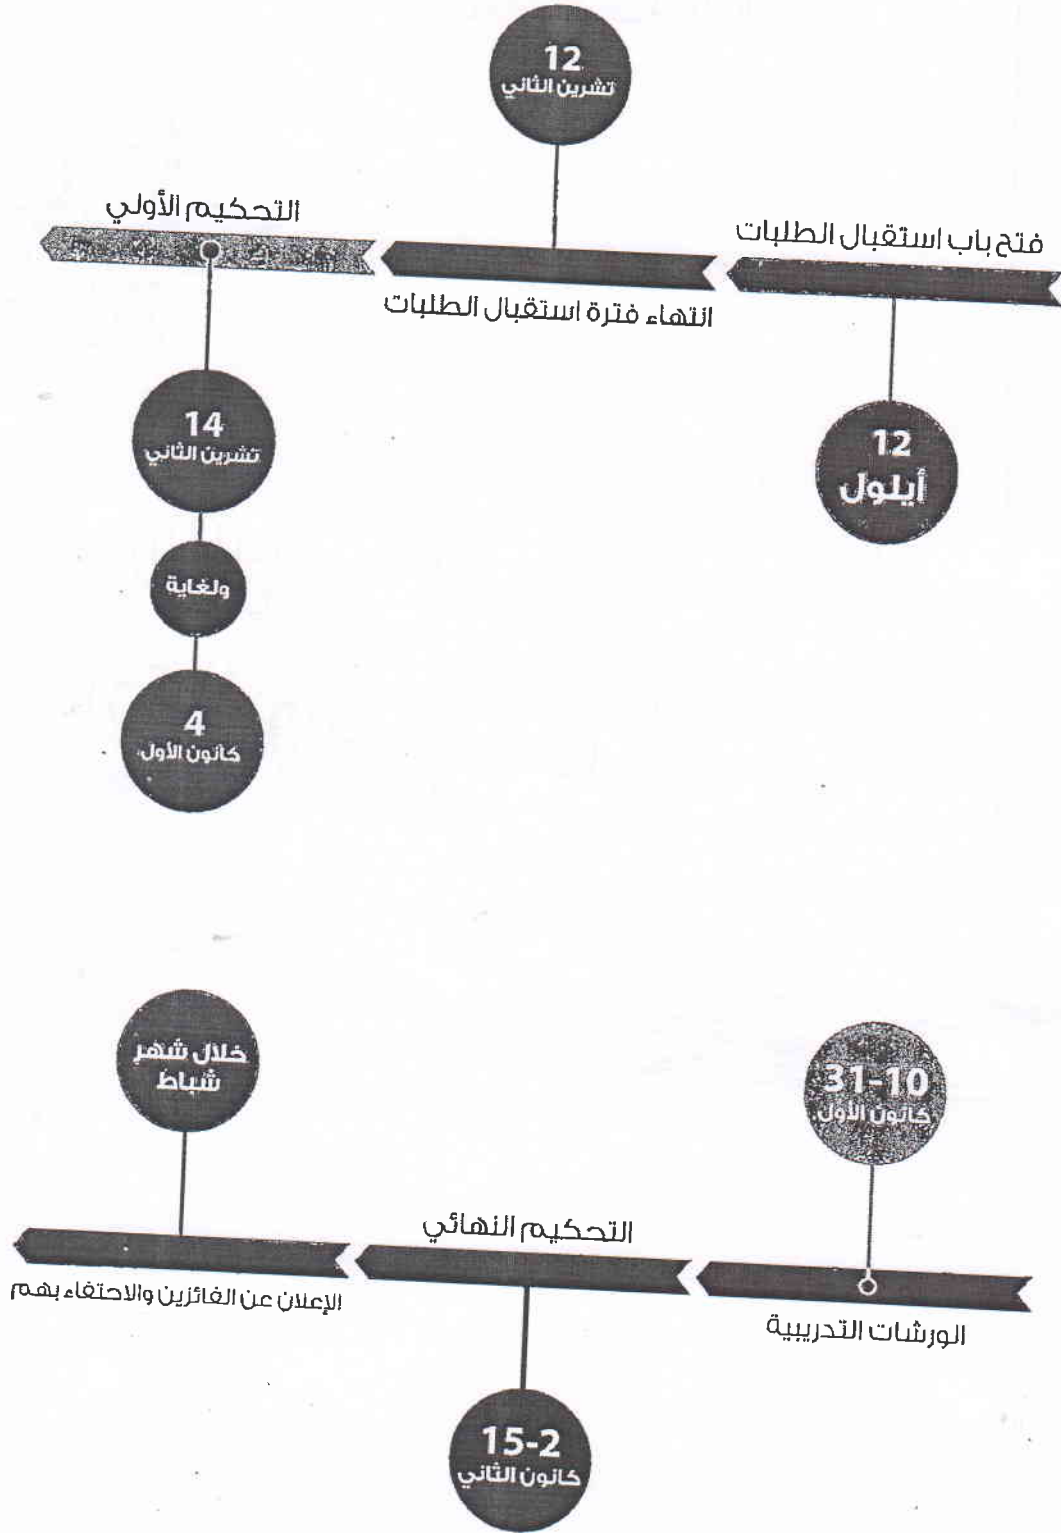 12
تشرين الثاني
فتح باب استقبال الطلبات
انتهاء فترة استقبال الطلبات
التحكيم الأولي
12
أيلول
14
تشرين الثاني
ولغاية
4
كانون الأول
31-10
كانون الأول
خلال شهر
شباط
الورشات التدريبية
التحكيم النهائي
الإعلان عن الفائزين والاحتفاء بهم
15-2
كانون الثاني